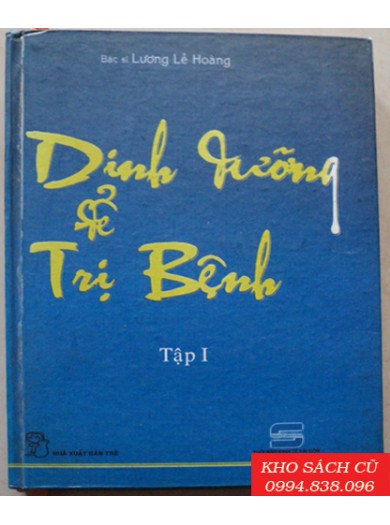 Bác sĩ Lương Lễ Hoàng
Dinh dưỡng
để
Trị Bệnh
Tập I
NHÀ XUẤT BẢN TRẺ
KHO SÁCH CŨ
0994.838.096